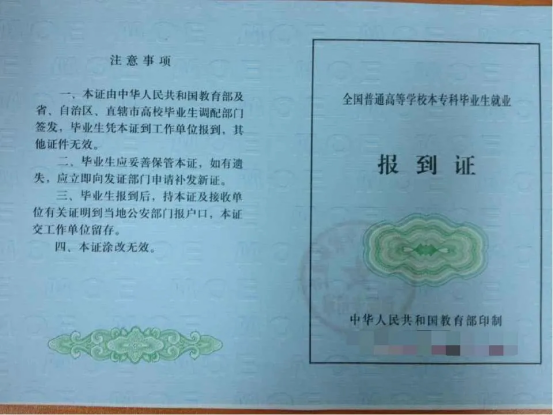 注意事项
一、本证由中华人民共和国教育部及
省、自治区、直辖市高校毕业生调配部门
签发，毕业生凭本证到工作单位报到，其
他证件无效。
二、毕业生应妥善保管本证，如有遗
失，应立即向发证部门申请补发新证。
三、毕业生报到后，持本证及接收单
位有关证明到当地公安部门报户口，本证
交工作单位留存。
四、本证涂改无效。
全国普通高等学校本专科毕业生就业
报到证
中华人民共和国教育部印制